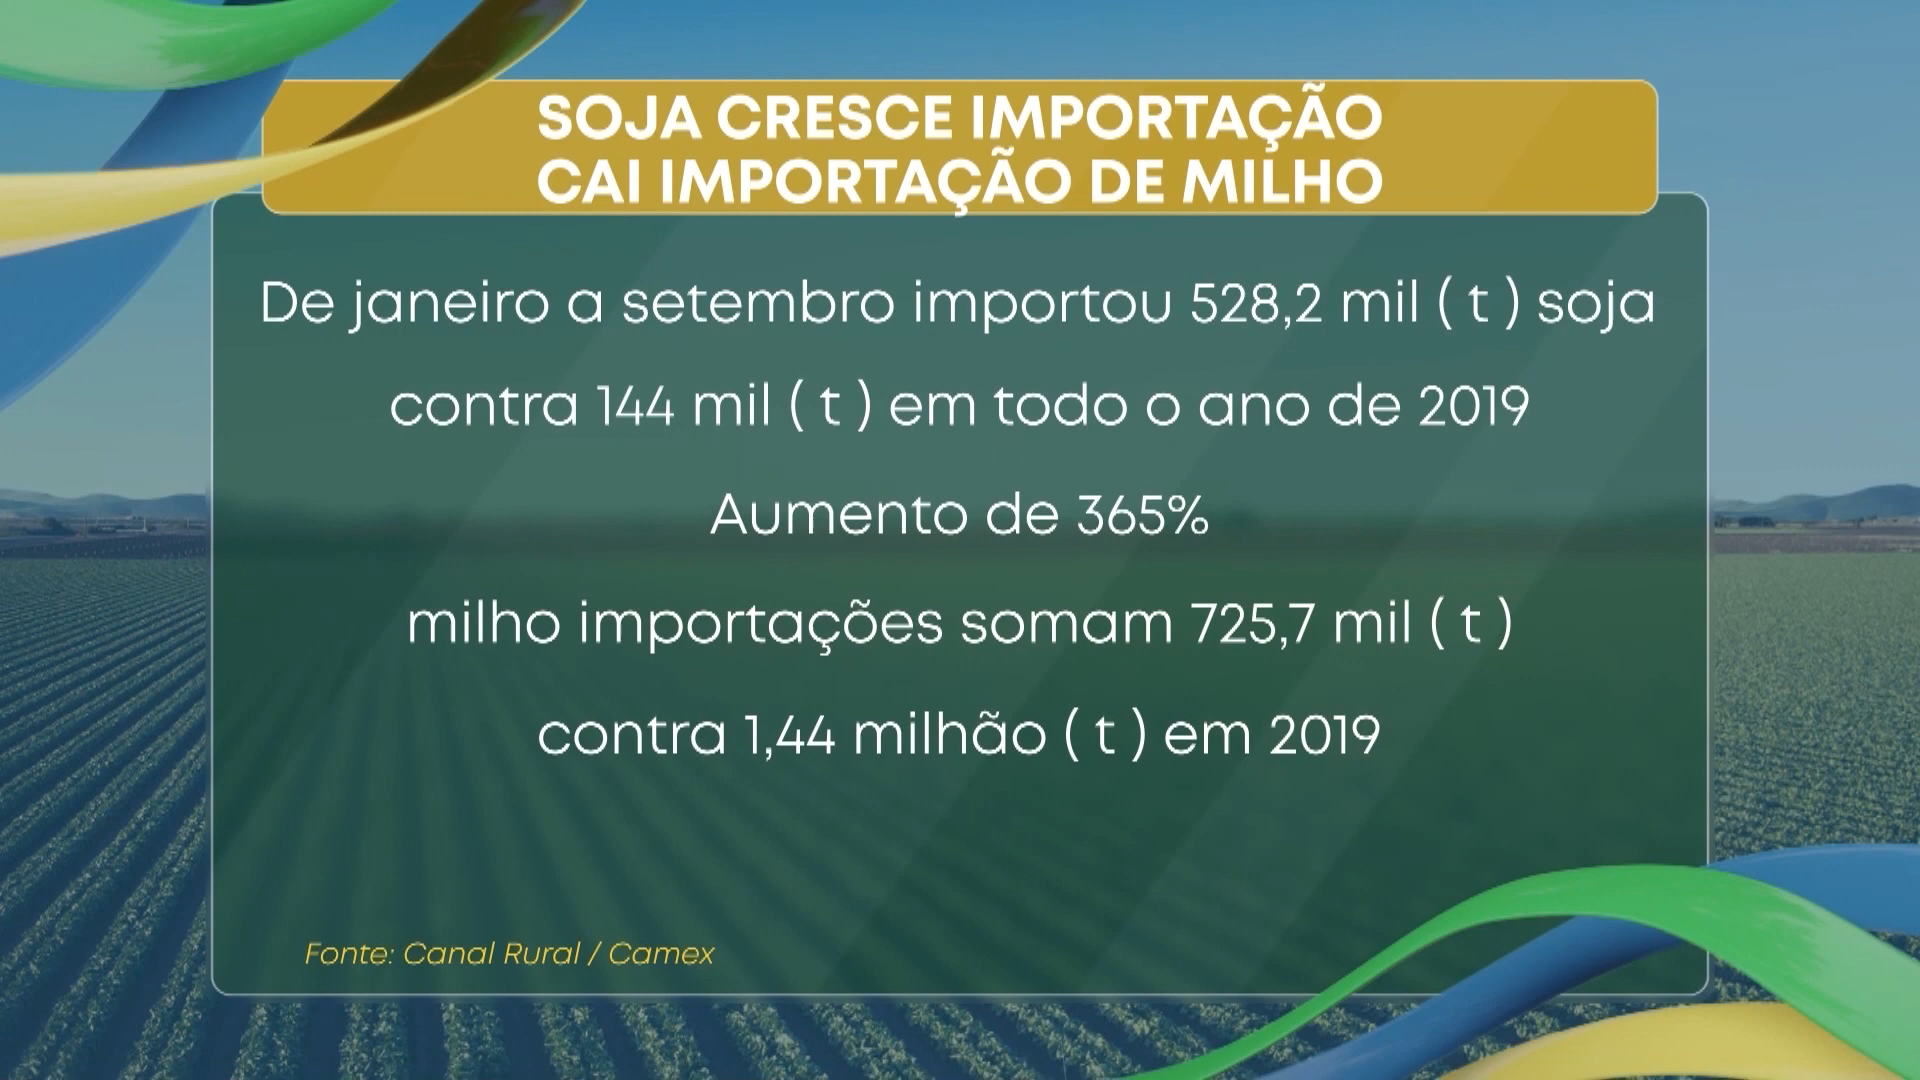 SOJA CRESCE IMPORTAÇÃO
CAI IMPORTAÇÃO DE MILHO
De janeiro a setembro importou 528,2 mil ( t ) soja
contra 144 mil ( t ) em todo o ano de 2019
Aumento de 365%
milho importações somam 725,7 mil ( t )
contra 1,44 milhão ( t ) em 2019
Fonte: Canal Rural / Camex